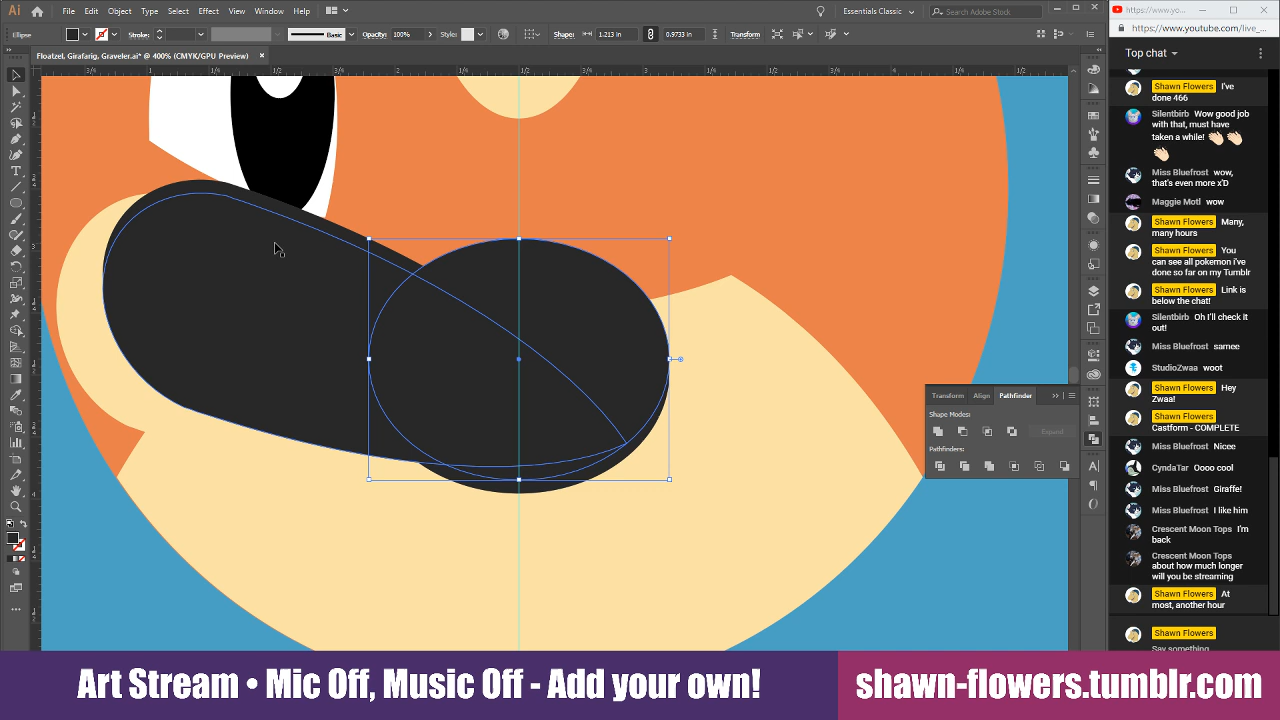 Ai File Edit Object Type Select Effect View Window Help Essentials Classic Search Adobe Stock
https://www.yo...
Ellipse Stroke: Basic Opacity: 100% Style: Shape: 1.213 in 0.9733 in Transform
https://www.youtube.com/live_...
Floatzel, Girafarig, Graveler.ai* @ 400% (CMYK/GPU Preview)
Top chat
Shawn Flowers I've
done 466
Silentbirb Wow good job
with that, must have
taken a while! 👏🏻👏🏻
👏🏻
Miss Bluefrost wow,
that's even more x'D
Maggie Motl wow
Shawn Flowers Many,
many hours
Shawn Flowers You
can see all pokemon i've
done so far on my Tumblr
Shawn Flowers Link is
below the chat!
Silentbirb Oh I'll check it
out!
Miss Bluefrost samee
StudioZwaa woot
Shawn Flowers Hey
Zwaa!
Shawn Flowers
Castform - COMPLETE
Miss Bluefrost Nicee
CyndaTar Oooo cool
Miss Bluefrost Giraffe!
Miss Bluefrost I like him
Crescent Moon Tops I'm
back
Crescent Moon Tops
about how much longer
will you be streaming
Shawn Flowers At
most, another hour
Shawn Flowers
Say something...
Transform Align Pathfinder
Shape Modes:
Expand
Pathfinders:
Art Stream • Mic Off, Music Off - Add your own!
shawn-flowers.tumblr.com